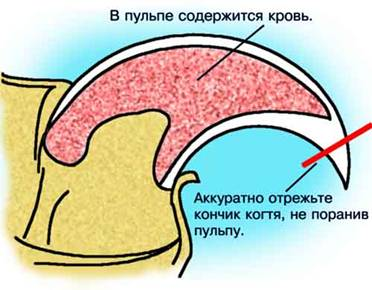 В пульпе содержится кровь.
Аккуратно отрежьте
кончик когтя, не поранив
пульпу.